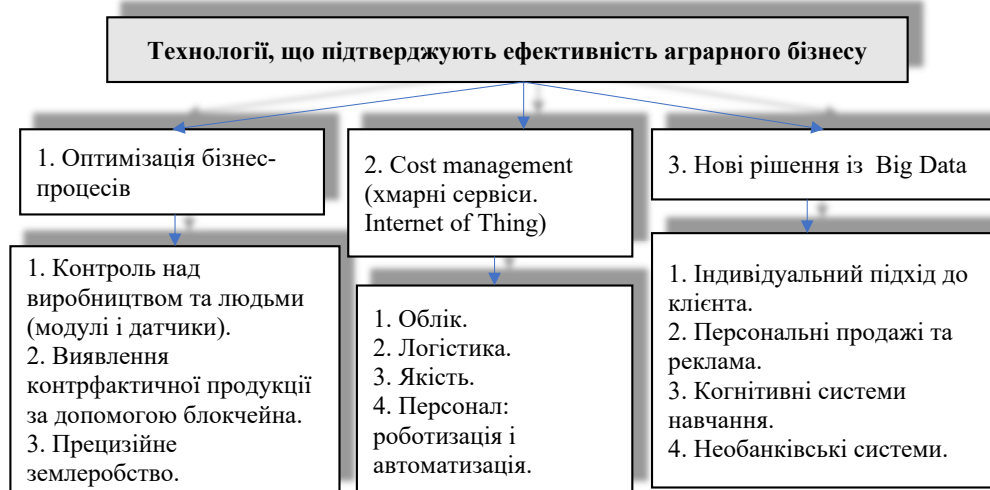 Технології, що підтверджують ефективність аграрного бізнесу
1. Оптимізація бізнес-
процесів
2. Cost management
(хмарні сервіси.
Internet of Thing)
3. Нові рішення із Big Data
1. Контроль над
виробництвом та людьми
(модулі і датчики).
2. Виявлення
контрфактичної продукції
за допомогою блокчейна.
3. Прецизійне
землеробство.
1. Облік.
2. Логістика.
3. Якість.
4. Персонал:
роботизація і
автоматизація.
1. Індивідуальний підхід до
клієнта.
2. Персональні продажі та
реклама.
3. Когнітивні системи
навчання.
4. Необанківські системи.